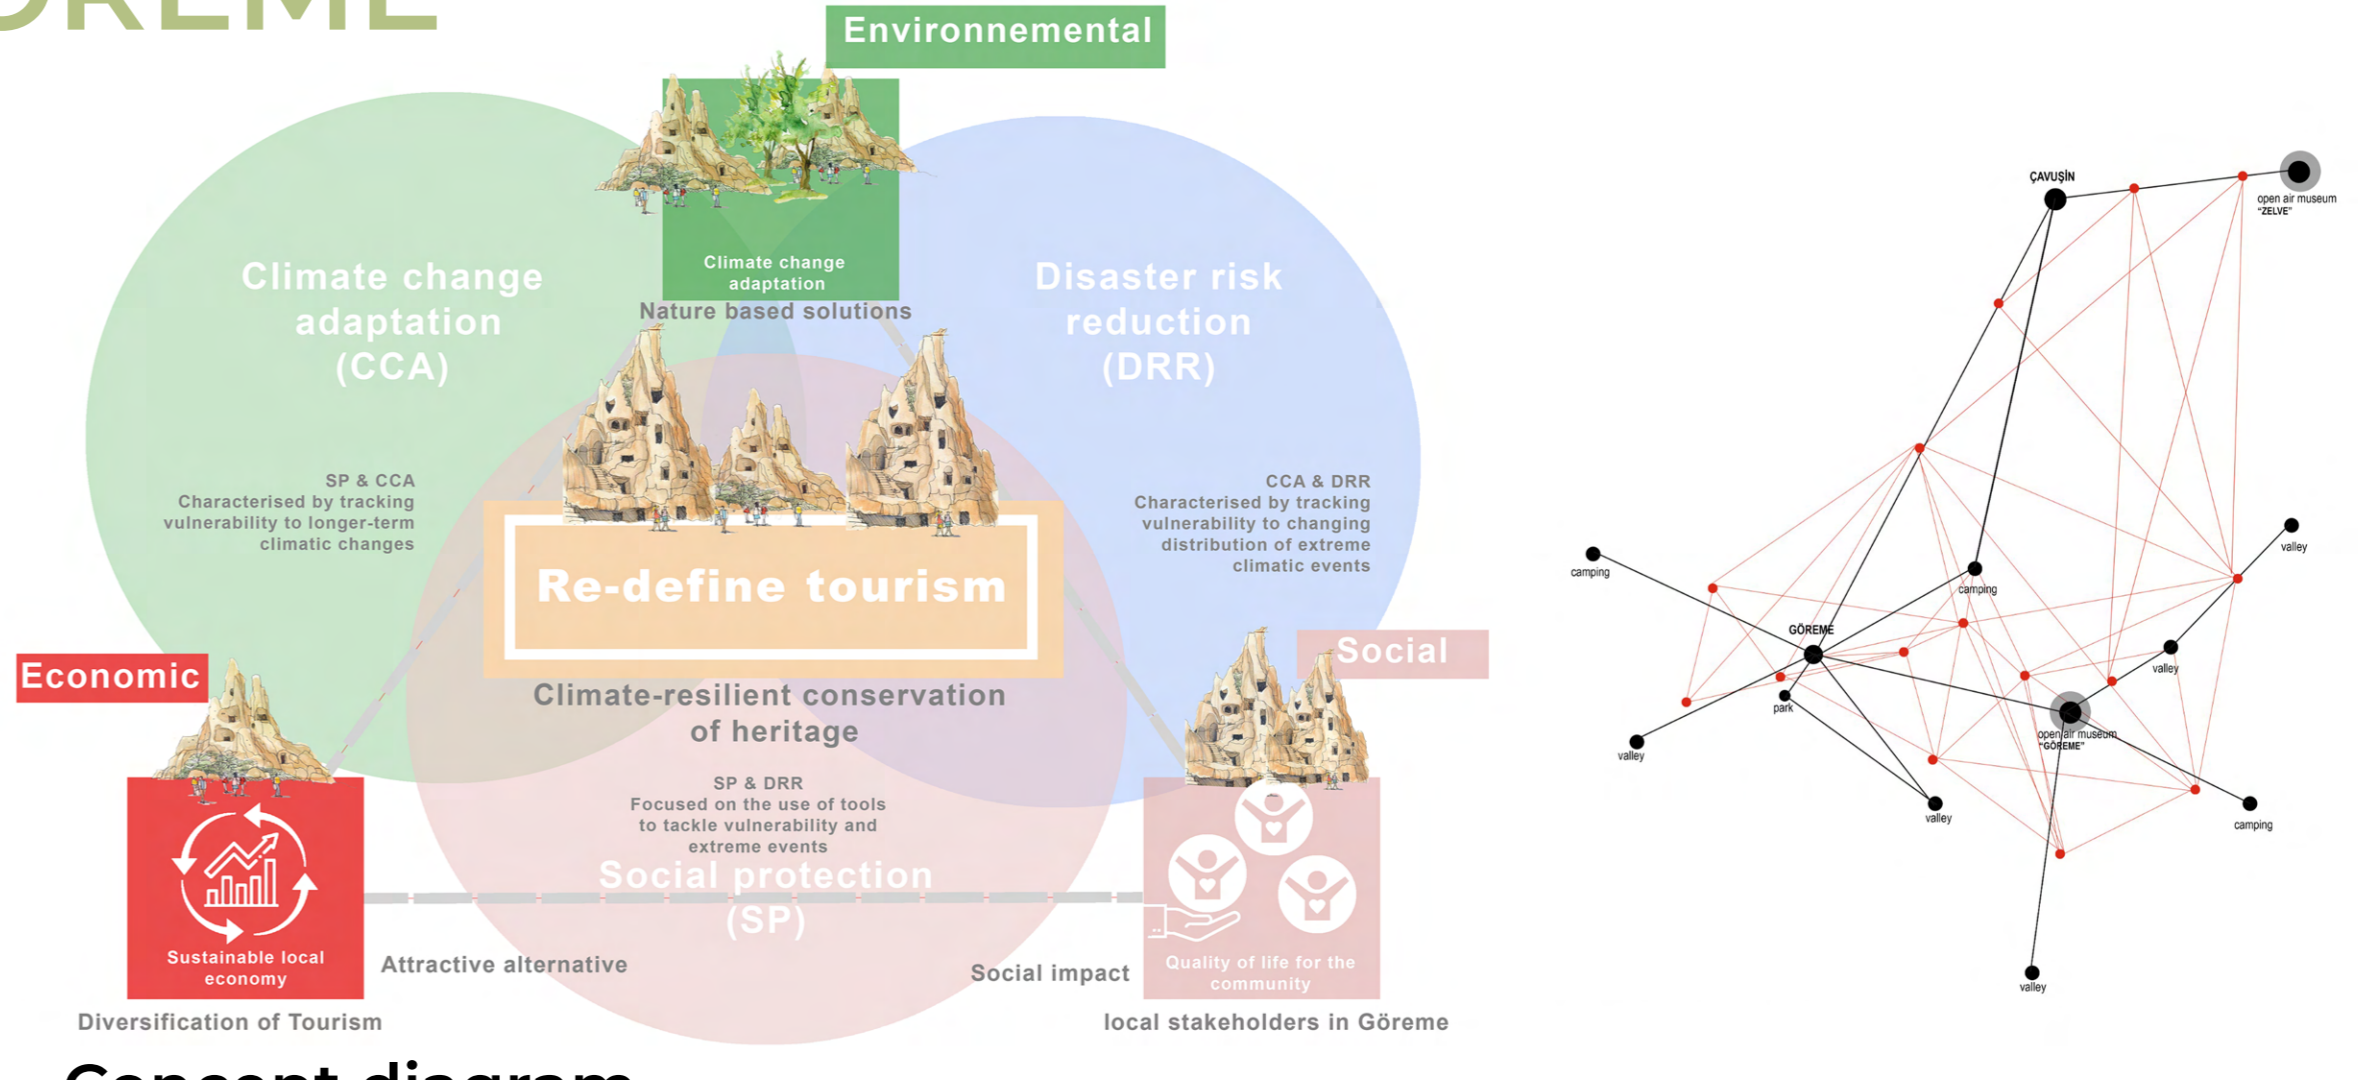 ÖREME
Environnemental
Climate change
adaptation
Nature based solutions
Climate change
adaptation
(CCA)
Disaster risk
reduction
(DRR)
SP & CCA
Characterised by tracking
vulnerability to longer-term
climatic changes
CCA & DRR
Characterised by tracking
vulnerability to changing
distribution of extreme
climatic events
Re-define tourism
Climate-resilient conservation
of heritage
Economic
Social
SP & DRR
Focused on the use of tools
to tackle vulnerability and
extreme events
Social protection
(SP)
Sustainable local
economy
Attractive alternative
Social impact
Quality of life for the
community
Diversification of Tourism
local stakeholders in Göreme
Concept diagram
ÇAVUŞİN
open air museum
“ZELVE”
valley
camping
camping
GÖREME
valley
park
open air museum
“GÖREME”
valley
valley
camping
valley